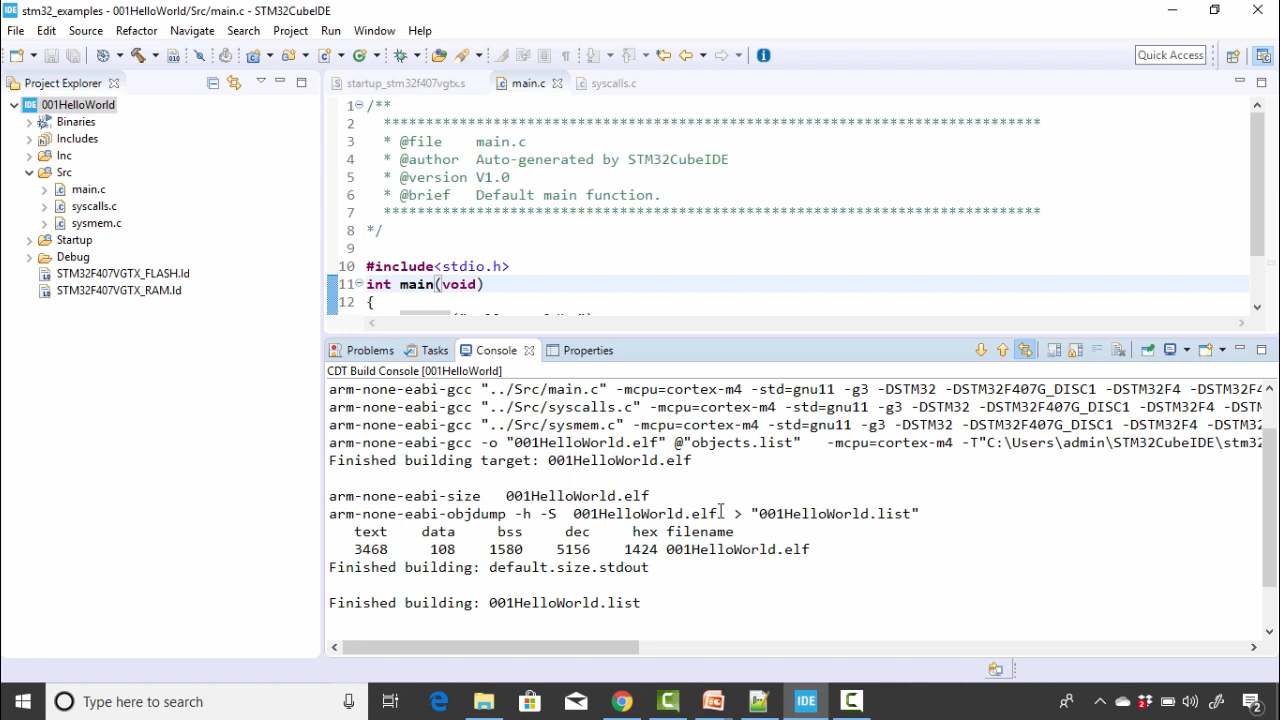 stm32_examples - 001HelloWorld/Src/main.c - STM32CubeIDE
File Edit Source Refactor Navigate Search Project Run Window Help
Quick Access
Project Explorer
001HelloWorld
Binaries
Includes
Inc
Src
main.c
syscalls.c
sysmem.c
Startup
Debug
STM32F407VGTX_FLASH.ld
STM32F407VGTX_RAM.ld
startup_stm32f407vgtx.s main.c syscalls.c
1 /**
2 ******************************************************************************
3 * @file main.c
4 * @author Auto-generated by STM32CubeIDE
5 * @version V1.0
6 * @brief Default main function.
7 ******************************************************************************
8 */
9
10 #include<stdio.h>
11 int main(void)
12 {
Problems Tasks Console Properties
CDT Build Console [001HelloWorld]
arm-none-eabi-gcc "../Src/main.c" -mcpu=cortex-m4 -std=gnu11 -g3 -DSTM32 -DSTM32F407G_DISC1 -DSTM32F4 -DSTM32F4
arm-none-eabi-gcc "../Src/syscalls.c" -mcpu=cortex-m4 -std=gnu11 -g3 -DSTM32 -DSTM32F407G_DISC1 -DSTM32F4 -DSTM
arm-none-eabi-gcc "../Src/sysmem.c" -mcpu=cortex-m4 -std=gnu11 -g3 -DSTM32 -DSTM32F407G_DISC1 -DSTM32F4 -DSTM32
arm-none-eabi-gcc -o "001HelloWorld.elf" @"objects.list" -mcpu=cortex-m4 -T"C:\Users\admin\STM32CubeIDE\stm32
Finished building target: 001HelloWorld.elf
arm-none-eabi-size 001HelloWorld.elf
arm-none-eabi-objdump -h -S 001HelloWorld.elf > "001HelloWorld.list"
text data bss dec hex filename
3468 108 1580 5156 1424 001HelloWorld.elf
Finished building: default.size.stdout
Finished building: 001HelloWorld.list
Type here to search
IDE
2
2